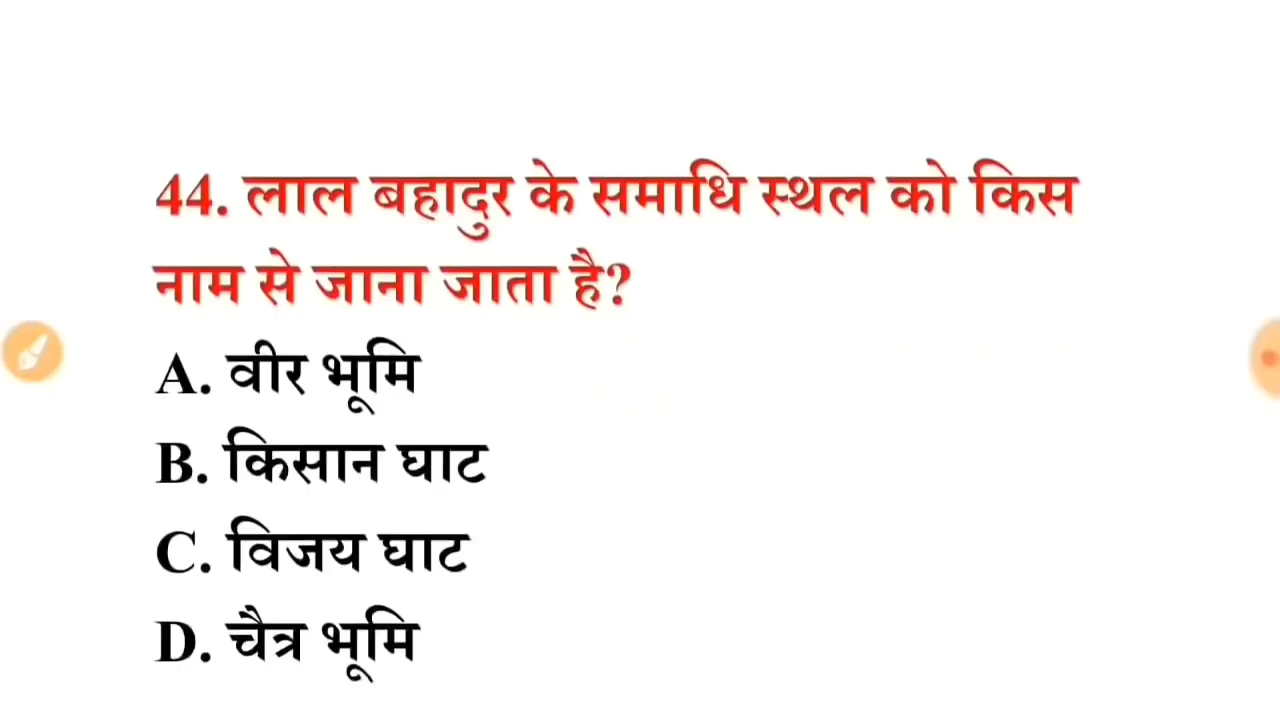 44. लाल बहादुर के समाधि स्थल को किस
नाम से जाना जाता है?
A. वीर भूमि
B. किसान घाट
C. विजय घाट
D. चैत्र भूमि